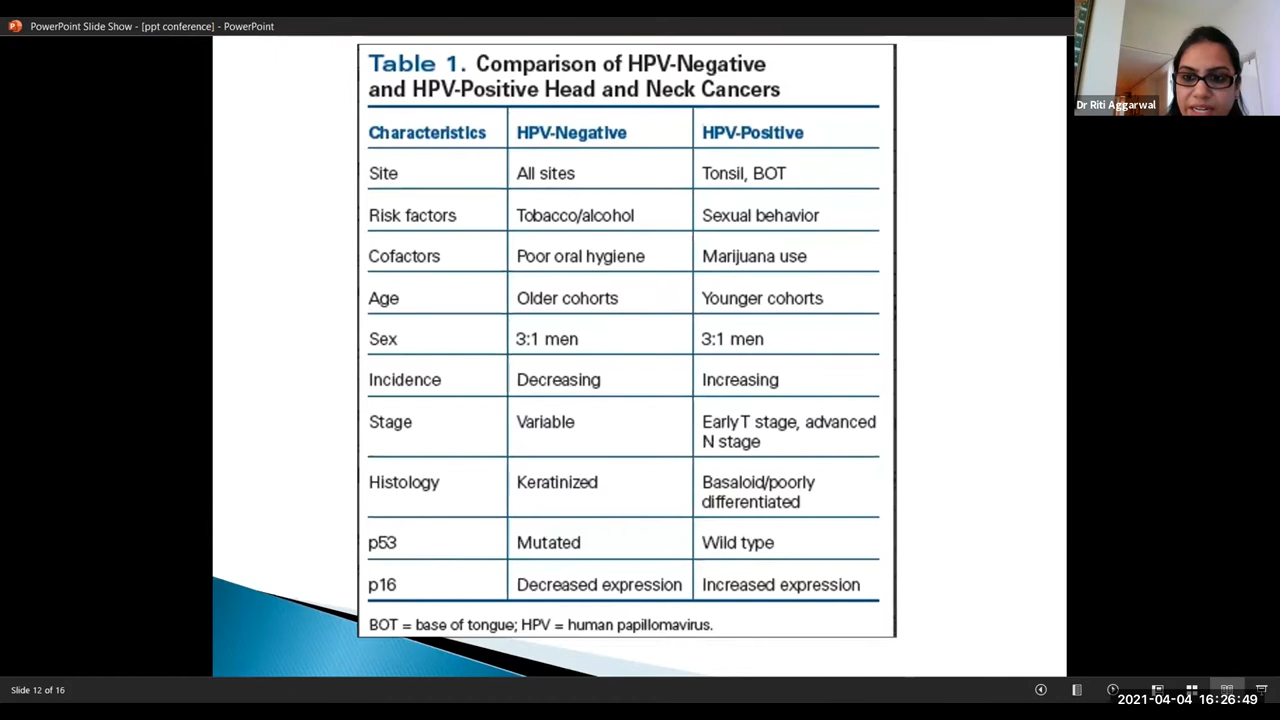 PowerPoint Slide Show - [ppt conference] - PowerPoint
Dr Riti Aggarwal
Table 1. Comparison of HPV-Negative
and HPV-Positive Head and Neck Cancers
Characteristics HPV-Negative HPV-Positive
Site All sites Tonsil, BOT
Risk factors Tobacco/alcohol Sexual behavior
Cofactors Poor oral hygiene Marijuana use
Age Older cohorts Younger cohorts
Sex 3:1 men 3:1 men
Incidence Decreasing Increasing
Stage Variable Early T stage, advanced
N stage
Histology Keratinized Basaloid/poorly
differentiated
p53 Mutated Wild type
p16 Decreased expression Increased expression
BOT = base of tongue; HPV = human papillomavirus.
Slide 12 of 16
2021-04-04 16:26:49